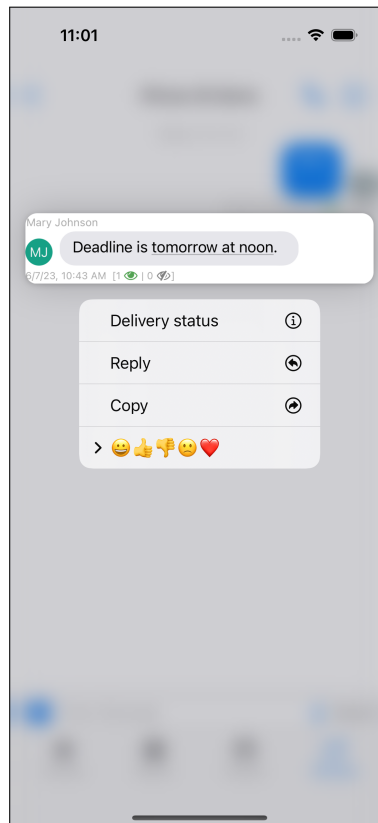 11:01
Mary Johnson
MJ
Deadline is tomorrow at noon.
6/7/23, 10:43 AM [1 | 0 ]
Delivery status
Reply
Copy